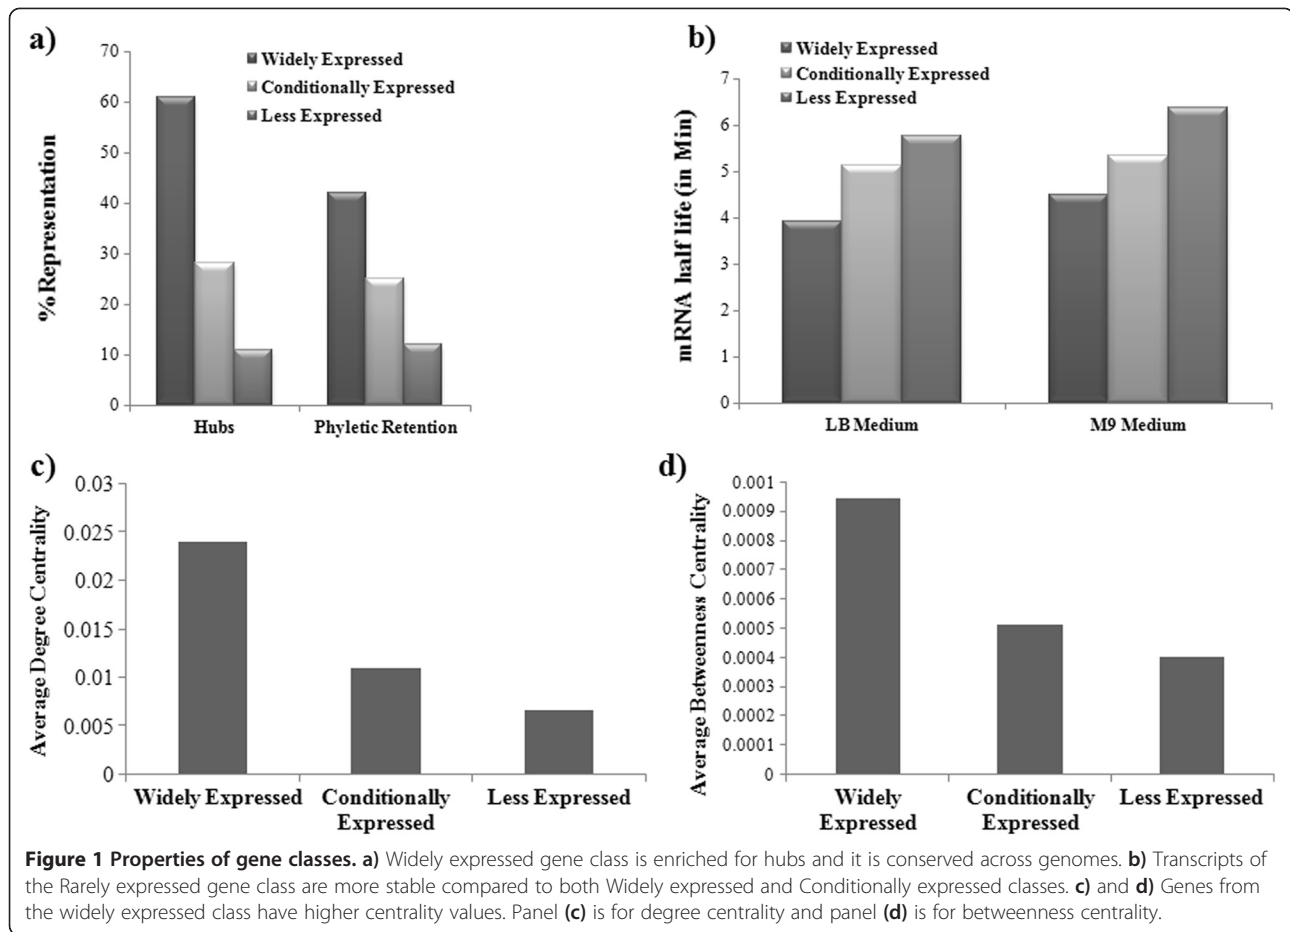 a)
70
60
50
40
30
20
10
0
%Representation
Widely Expressed
Conditionally Expressed
Less Expressed
Hubs
Phyletic Retention
b)
7
6
5
4
3
2
1
0
mRNA half life (in Min)
Widely Expressed
Conditionally Expressed
Less Expressed
LB Medium
M9 Medium
c)
0.03
0.025
0.02
0.015
0.01
0.005
0
Average Degree Centrality
Widely Expressed
Conditionally
Expressed
Less Expressed
d)
0.001
0.0009
0.0008
0.0007
0.0006
0.0005
0.0004
0.0003
0.0002
0.0001
0
Average Betweenness Centrality
Widely
Expressed
Conditionally
Expressed
Less Expressed
Figure 1 Properties of gene classes. a) Widely expressed gene class is enriched for hubs and it is conserved across genomes. b) Transcripts of
the Rarely expressed gene class are more stable compared to both Widely expressed and Conditionally expressed classes. c) and d) Genes from
the widely expressed class have higher centrality values. Panel (c) is for degree centrality and panel (d) is for betweenness centrality.